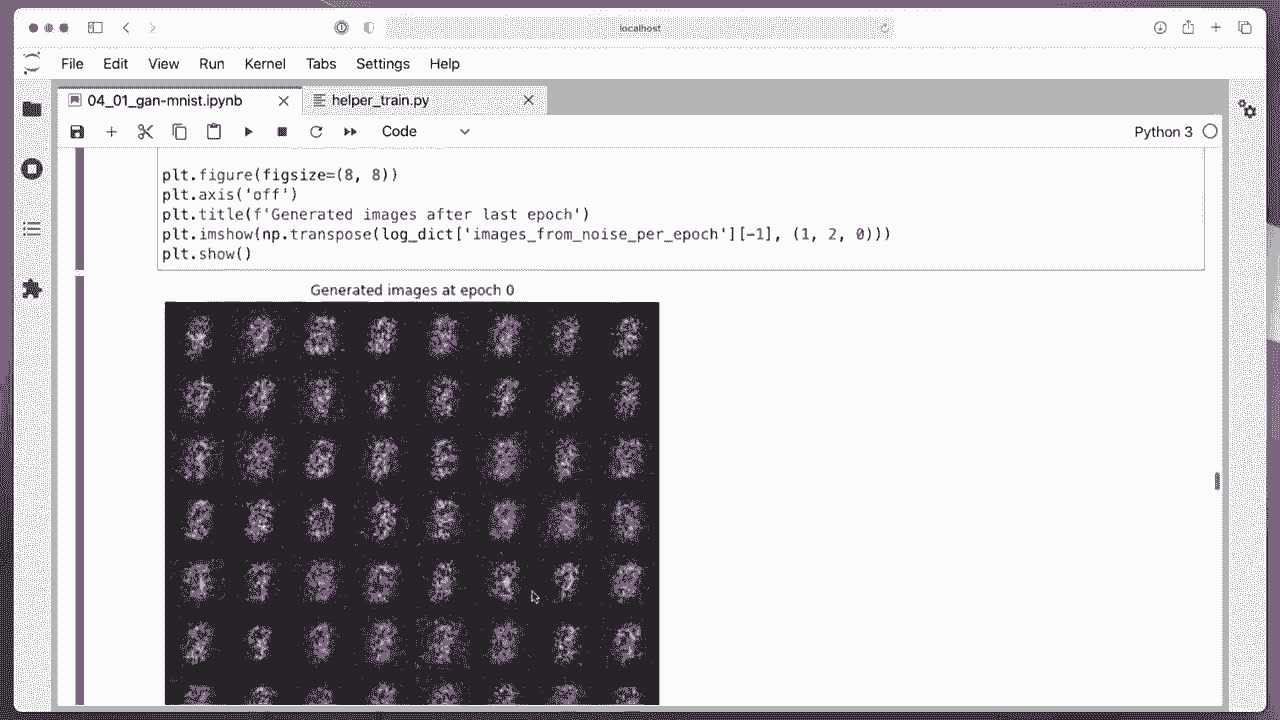 localhost
File Edit View Run Kernel Tabs Settings Help
04_01_gan-mnist.ipynb helper_train.py
Code Python 3
plt.figure(figsize=(8, 8))
plt.axis('off')
plt.title(f'Generated images after last epoch')
plt.imshow(np.transpose(log_dict['images_from_noise_per_epoch'][-1], (1, 2, 0)))
plt.show()
Generated images at epoch 0